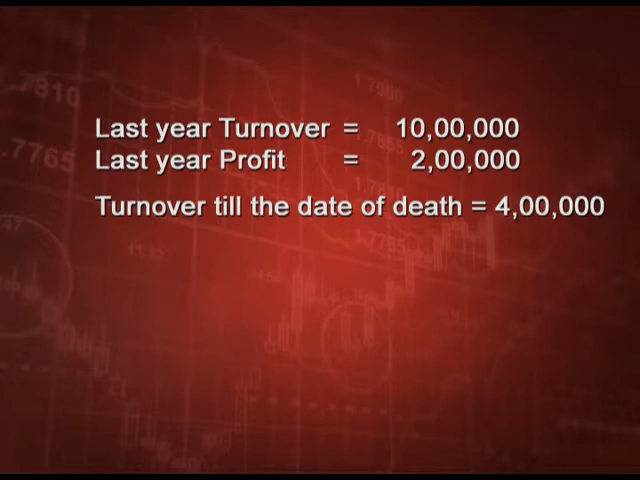 Last year Turnover = 10,00,000
Last year Profit = 2,00,000
Turnover till the date of death = 4,00,000